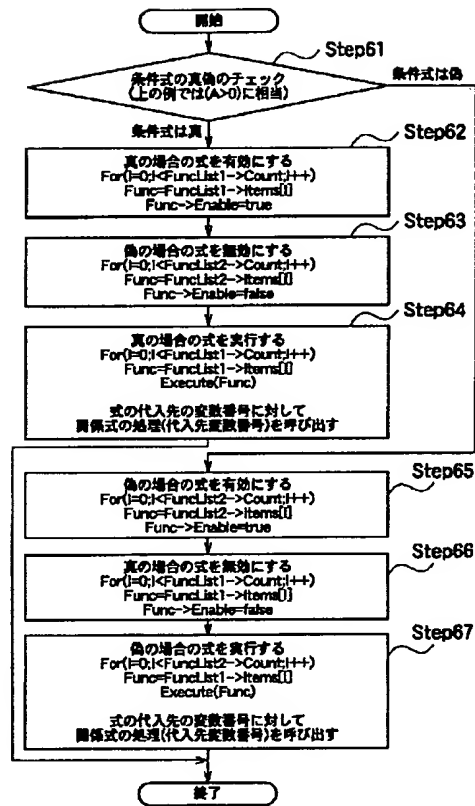 開始
Step61
条件式の真偽のチェック
(上の例では(A>0)に相当)
条件式は偽
条件式は真
Step62
真の場合の式を有効にする
For(I=0;I<FuncList1->Count;I++)
Func=FuncList1->Items[I]
Func->Enable=true
Step63
偽の場合の式を無効にする
For(I=0;I<FuncList2->Count;I++)
Func=FuncList2->Items[I]
Func->Enable=false
Step64
真の場合の式を実行する
For(I=0;I<FuncList1->Count;I++)
Func=FuncList1->Items[I]
Execute(Func)
式の代入先の変数番号に対して
関係式の処理(代入先変数番号)を呼び出す
Step65
偽の場合の式を有効にする
For(I=0;I<FuncList2->Count;I++)
Func=FuncList2->Items[I]
Func->Enable=true
Step66
真の場合の式を無効にする
For(I=0;I<FuncList1->Count;I++)
Func=FuncList1->Items[I]
Func->Enable=false
Step67
偽の場合の式を実行する
For(I=0;I<FuncList2->Count;I++)
Func=FuncList2->Items[I]
Execute(Func)
式の代入先の変数番号に対して
関係式の処理(代入先変数番号)を呼び出す
終了